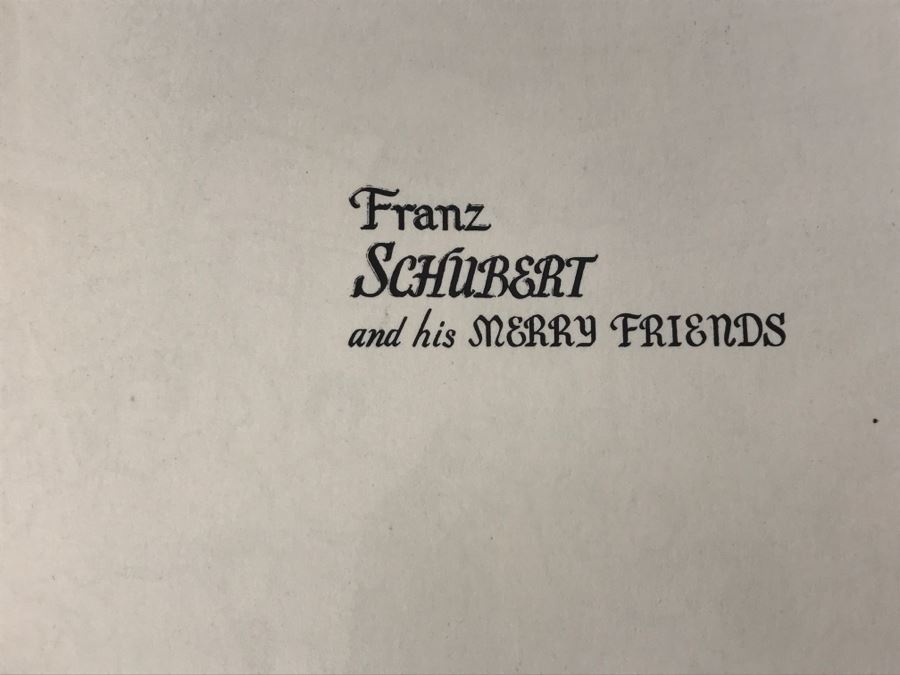 Franz
SCHUBERT
and his MERRY FRIENDS